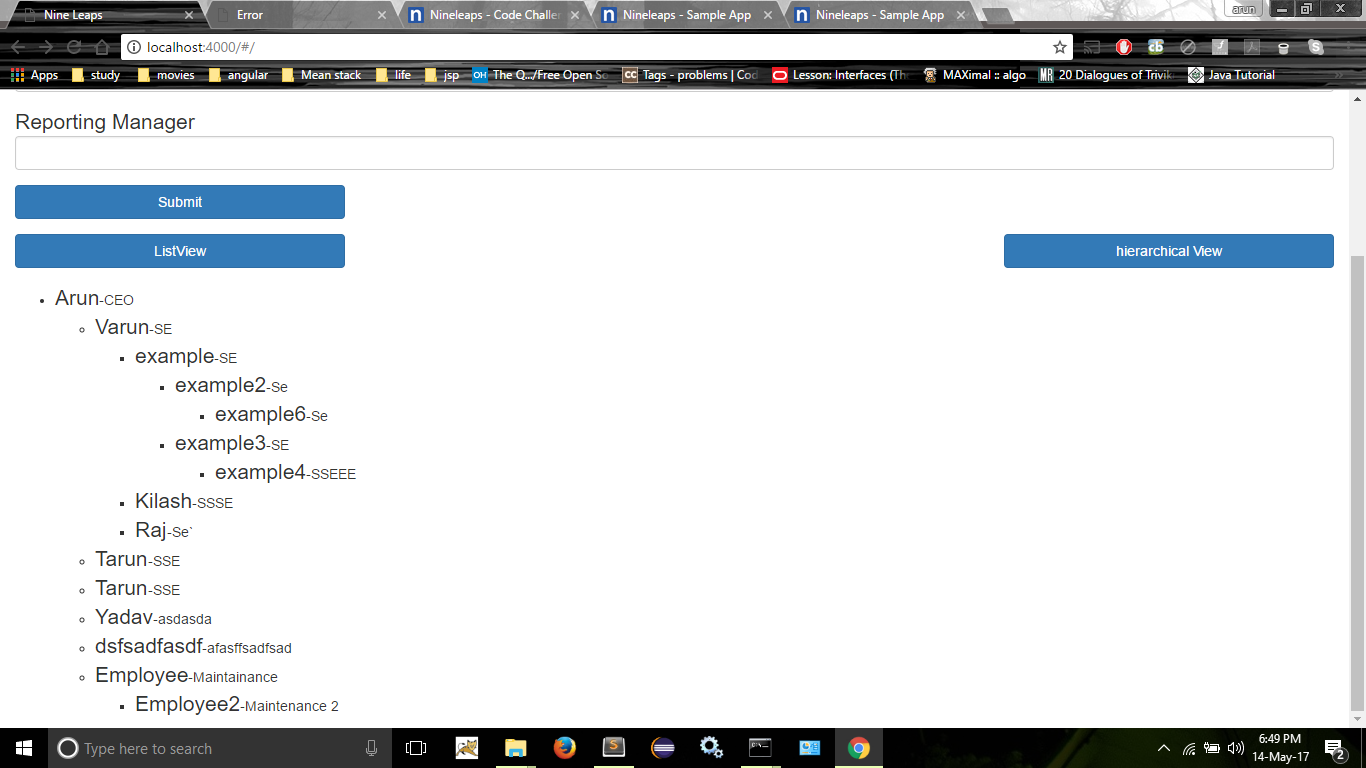 Nine Leaps
Error
Nineleaps - Code Challe
Nineleaps - Sample App
Nineleaps - Sample App
arun
localhost:4000/#/
Apps study movies angular Mean stack life jsp The Q.../Free Open So Tags - problems | Cod Lesson: Interfaces (The MAXimal :: algo 20 Dialogues of Trivik Java Tutorial
Reporting Manager
Submit
ListView
hierarchical View
Arun-CEO
Varun-SE
example-SE
example2-Se
example6-Se
example3-SE
example4-SSEEE
Kilash-SSSE
Raj-Se`
Tarun-SSE
Tarun-SSE
Yadav-asdasda
dsfsadfasdf-afasffsadfsad
Employee-Maintainance
Employee2-Maintenance 2
Type here to search
6:49 PM
14-May-17
2